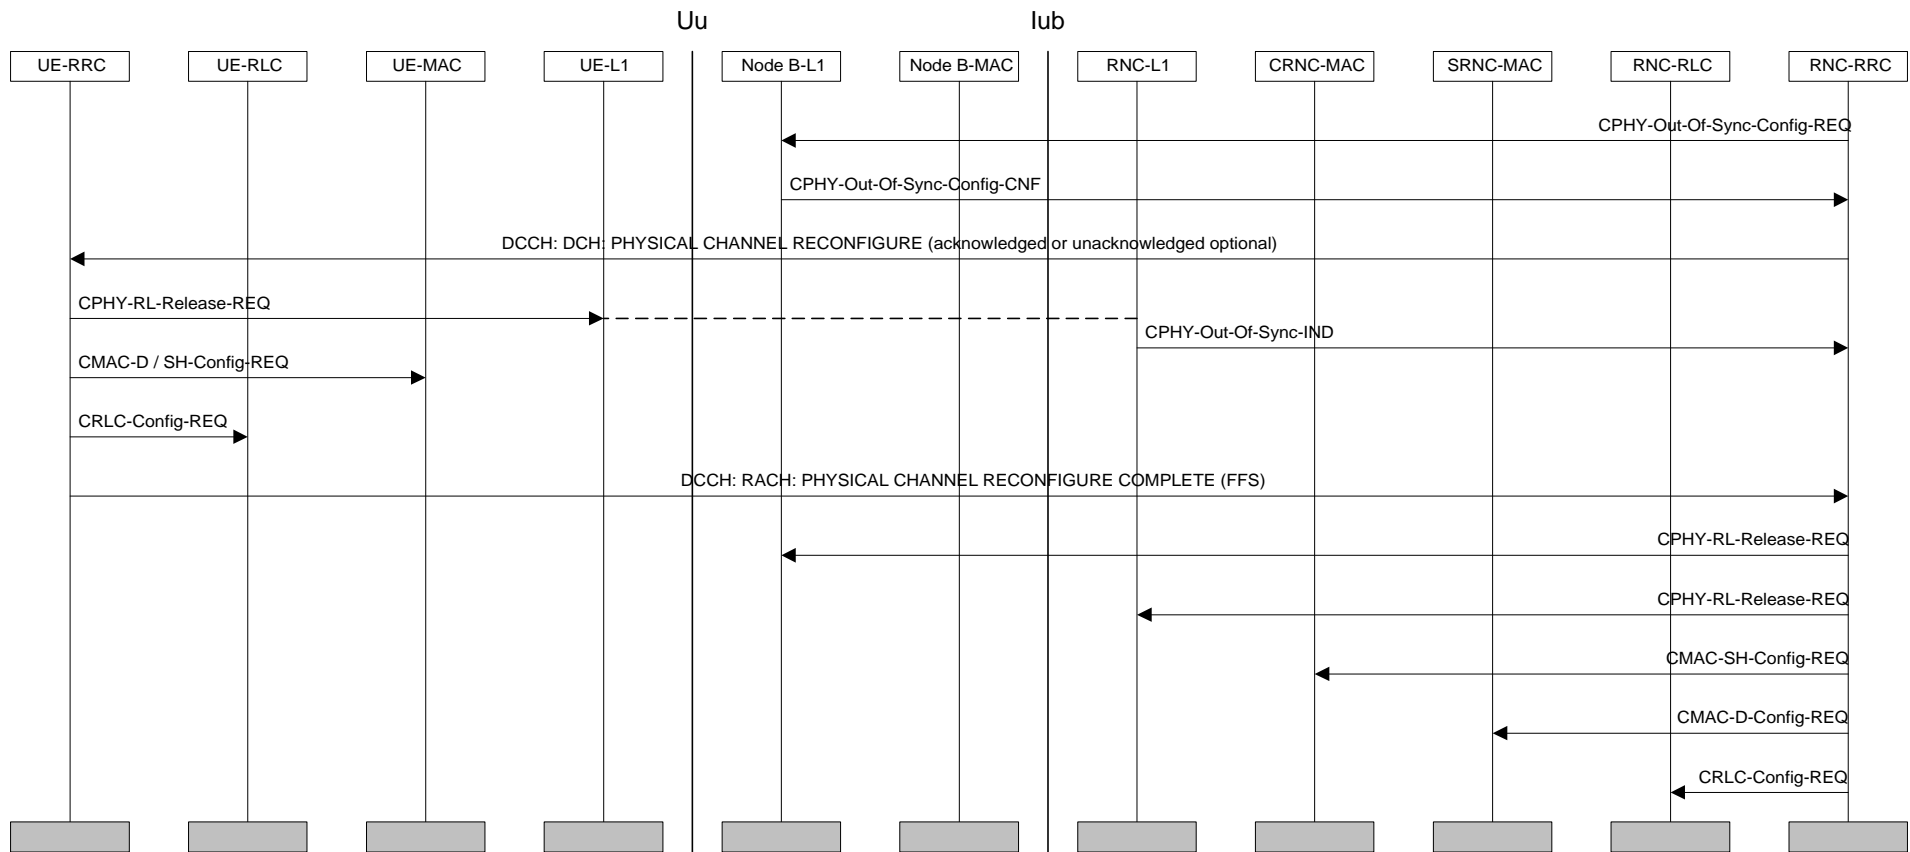 Uu
Iub
UE-RRC
UE-RLC
UE-MAC
UE-L1
Node B-L1
Node B-MAC
RNC-L1
CRNC-MAC
SRNC-MAC
RNC-RLC
RNC-RRC
CPHY-Out-Of-Sync-Config-REQ
CPHY-Out-Of-Sync-Config-CNF
DCCH: DCH: PHYSICAL CHANNEL RECONFIGURE (acknowledged or unacknowledged optional)
CPHY-RL-Release-REQ
CPHY-Out-Of-Sync-IND
CMAC-D / SH-Config-REQ
CRLC-Config-REQ
DCCH: RACH: PHYSICAL CHANNEL RECONFIGURE COMPLETE (FFS)
CPHY-RL-Release-REQ
CPHY-RL-Release-REQ
CMAC-SH-Config-REQ
CMAC-D-Config-REQ
CRLC-Config-REQ